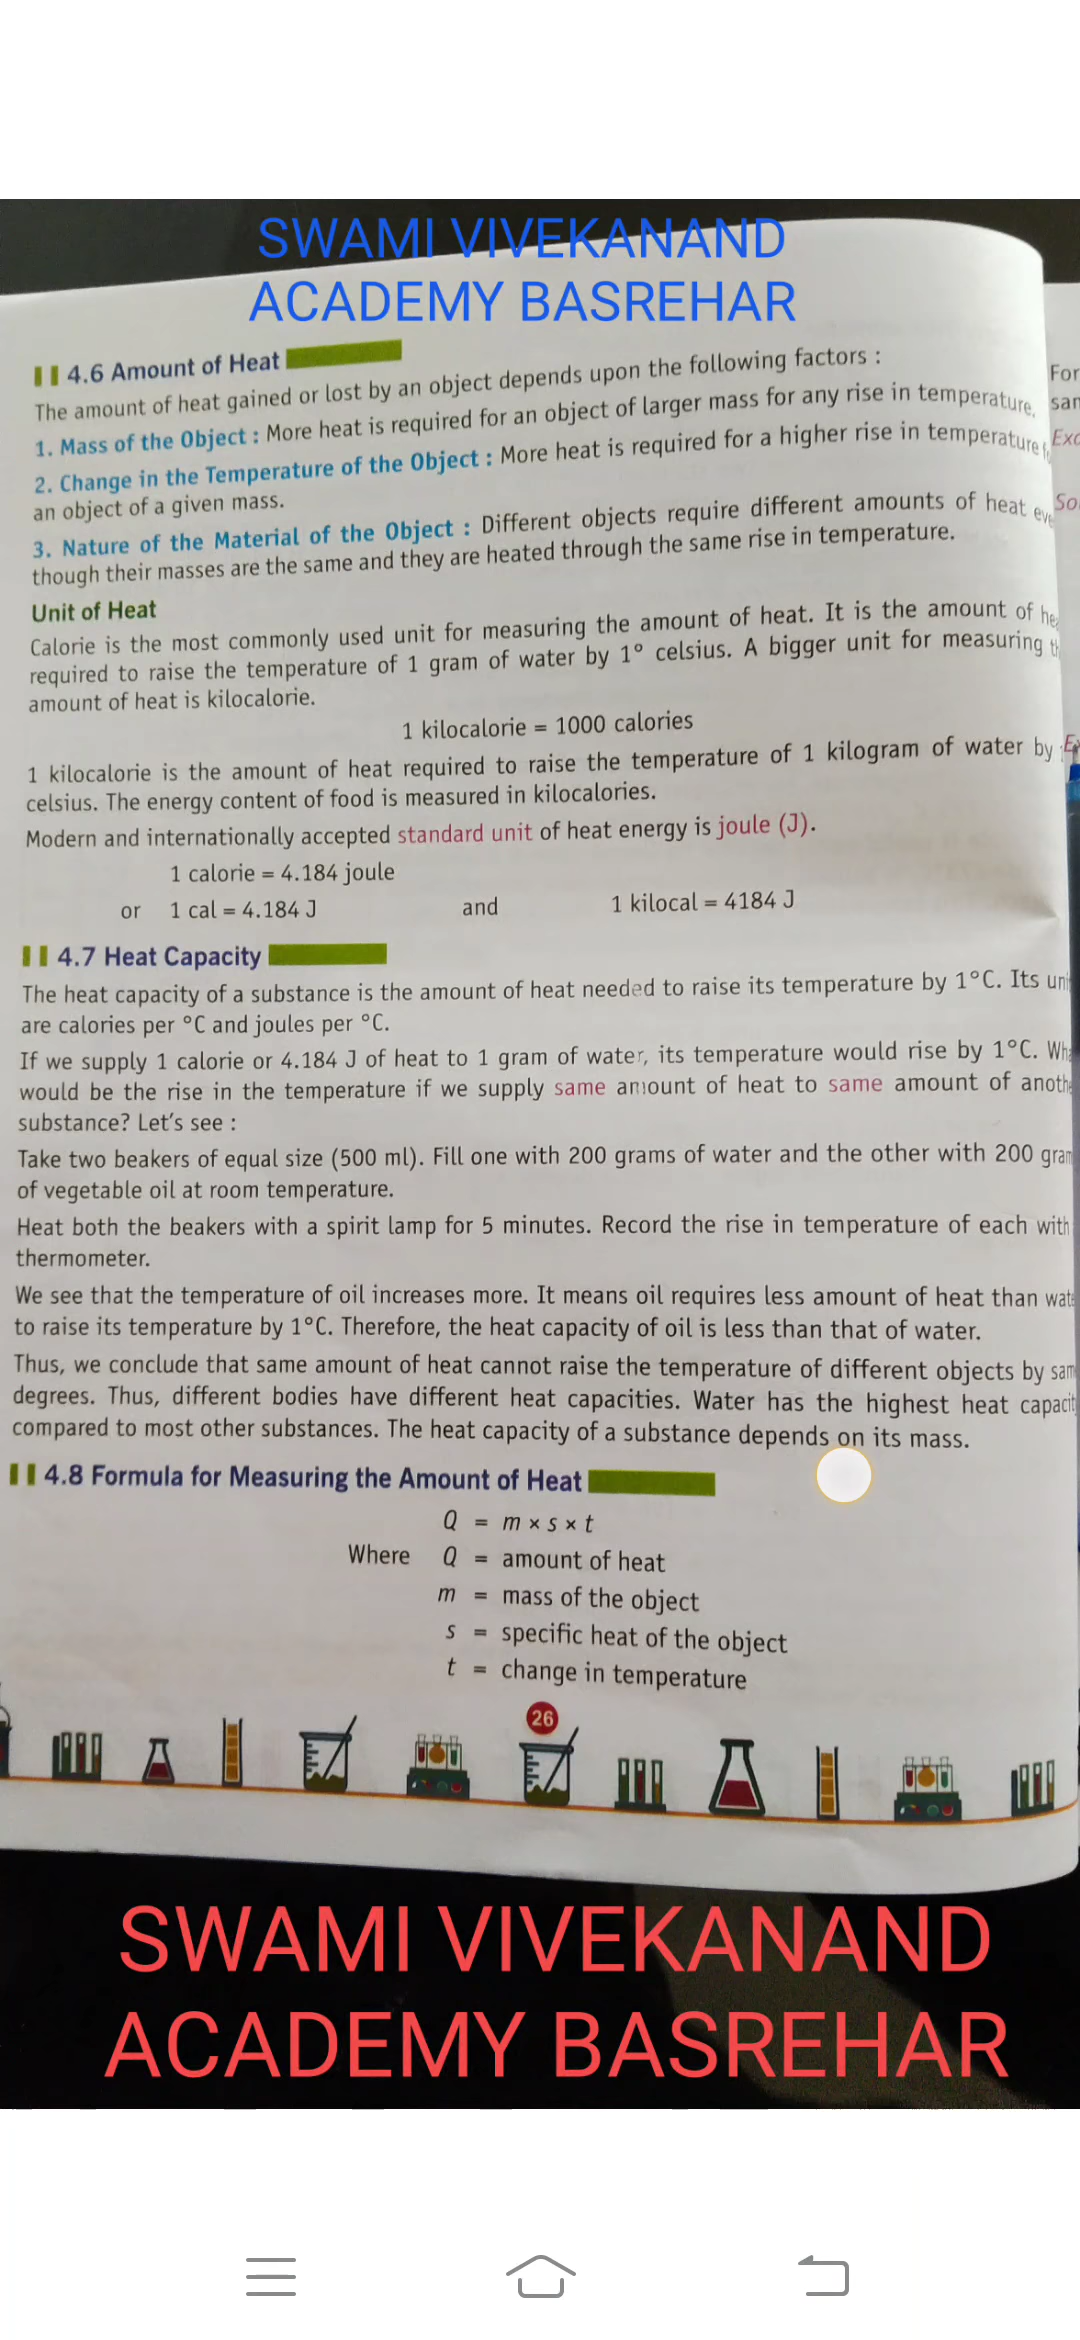 SWAMI VIVEKANAND
ACADEMY BASREHAR
4.6 Amount of Heat
The amount of heat gained or lost by an object depends upon the following factors :
1. Mass of the Object : More heat is required for an object of larger mass for any rise in temperature.
2. Change in the Temperature of the Object : More heat is required for a higher rise in temperature
an object of a given mass.
3. Nature of the Material of the Object : Different objects require different amounts of heat
though their masses are the same and they are heated through the same rise in temperature.
Unit of Heat
Calorie is the most commonly used unit for measuring the amount of heat. It is the amount of
required to raise the temperature of 1 gram of water by 1° celsius. A bigger unit for measuring
amount of heat is kilocalorie.
1 kilocalorie = 1000 calories
1 kilocalorie is the amount of heat required to raise the temperature of 1 kilogram of water by
celsius. The energy content of food is measured in kilocalories.
Modern and internationally accepted standard unit of heat energy is joule (J).
1 calorie = 4.184 joule
or 1 cal = 4.184 J and 1 kilocal = 4184 J
4.7 Heat Capacity
The heat capacity of a substance is the amount of heat needed to raise its temperature by 1°C. Its
are calories per °C and joules per °C.
If we supply 1 calorie or 4.184 J of heat to 1 gram of water, its temperature would rise by 1°C.
would be the rise in the temperature if we supply same amount of heat to same amount of
substance? Let's see :
Take two beakers of equal size (500 ml). Fill one with 200 grams of water and the other with 200
of vegetable oil at room temperature.
Heat both the beakers with a spirit lamp for 5 minutes. Record the rise in temperature of each with
thermometer.
We see that the temperature of oil increases more. It means oil requires less amount of heat than
to raise its temperature by 1°C. Therefore, the heat capacity of oil is less than that of water.
Thus, we conclude that same amount of heat cannot raise the temperature of different objects by
degrees. Thus, different bodies have different heat capacities. Water has the highest heat
compared to most other substances. The heat capacity of a substance depends on its mass.
4.8 Formula for Measuring the Amount of Heat
Q = m × s × t
Where Q = amount of heat
m = mass of the object
s = specific heat of the object
t = change in temperature
26
SWAMI VIVEKANAND
ACADEMY BASREHAR